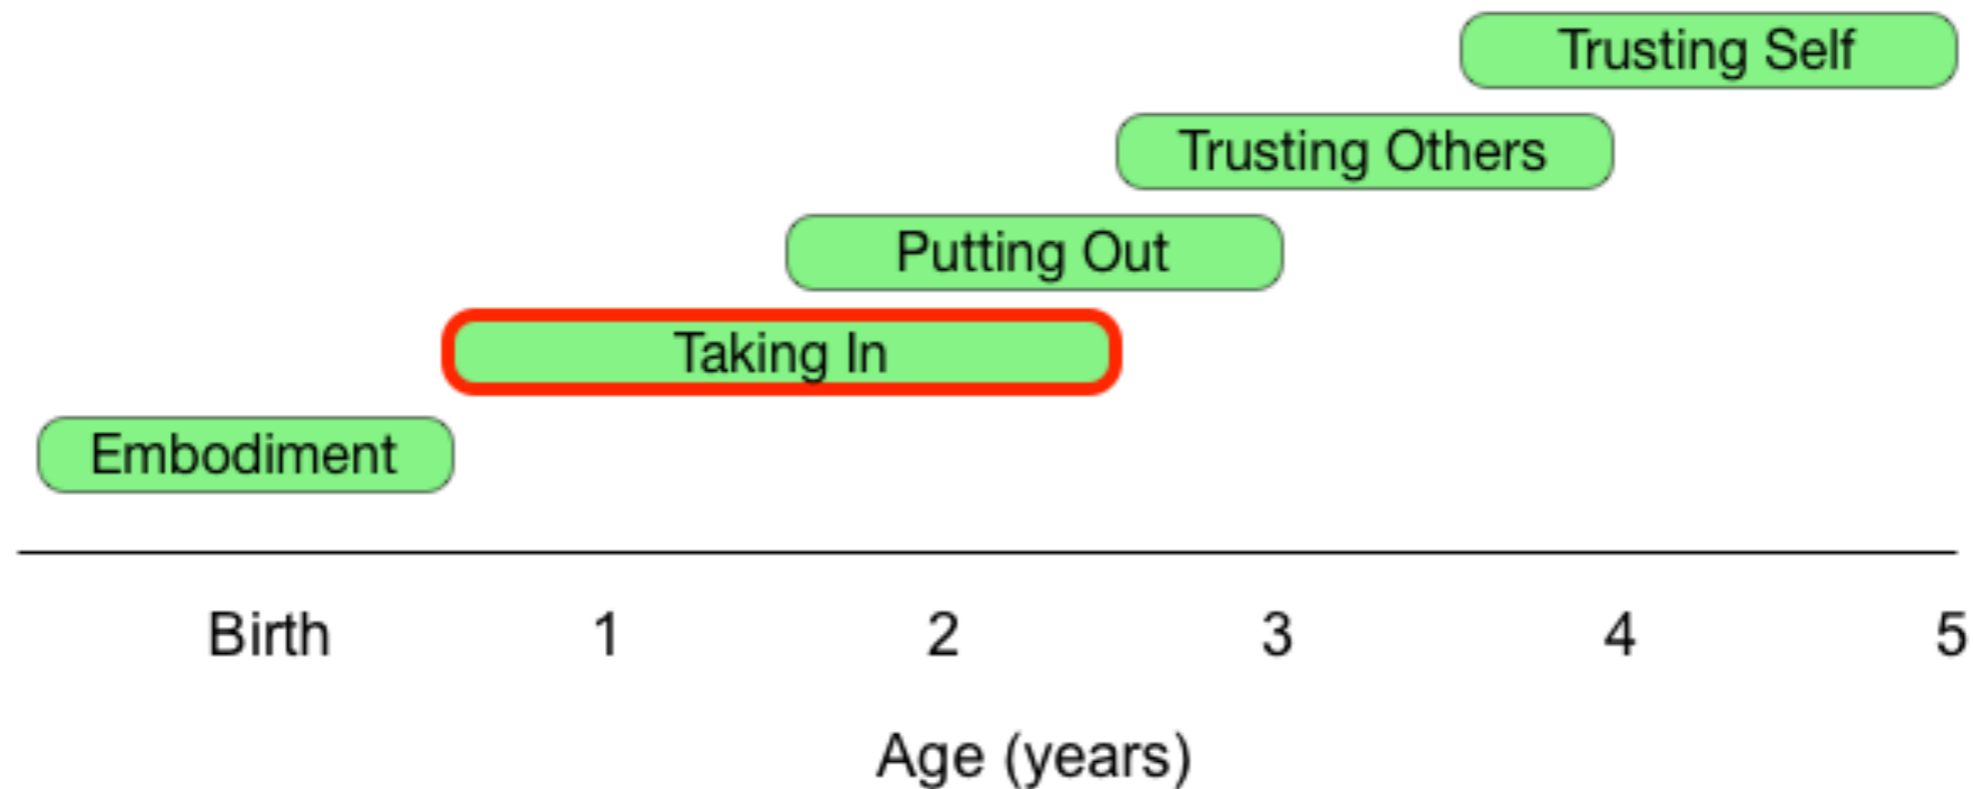 Trusting Self
Trusting Others
Putting Out
Taking In
Embodiment
Birth 1 2 3 4 5
Age (years)